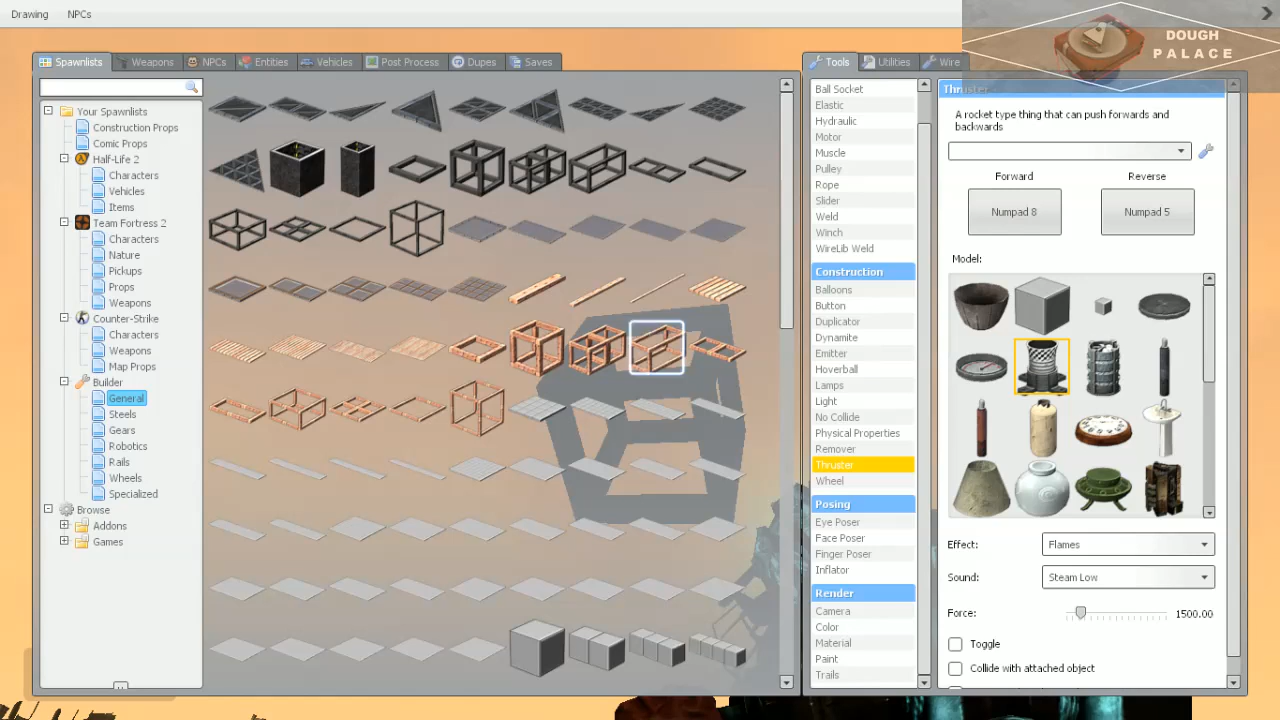 Drawing NPCs
DOUGH
PALACE
Spawnlists Weapons NPCs Entities Vehicles Post Process Dupes Saves
Your Spawnlists
Construction Props
Comic Props
Half-Life 2
Characters
Vehicles
Items
Team Fortress 2
Characters
Nature
Pickups
Props
Weapons
Counter-Strike
Characters
Weapons
Map Props
Builder
General
Steels
Gears
Robotics
Rails
Wheels
Specialized
Browse
Addons
Games
Tools Utilities Wire
Ball Socket
Elastic
Hydraulic
Motor
Muscle
Pulley
Rope
Slider
Weld
Winch
WireLib Weld
Construction
Balloons
Button
Duplicator
Dynamite
Emitter
Hoverball
Lamps
Light
No Collide
Physical Properties
Remover
Thruster
Wheel
Posing
Eye Poser
Face Poser
Finger Poser
Inflator
Render
Camera
Color
Material
Paint
Trails
Thruster
A rocket type thing that can push forwards and
backwards
Forward Reverse
Numpad 8 Numpad 5
Model:
Effect: Flames
Sound: Steam Low
Force: 1500.00
Toggle
Collide with attached object